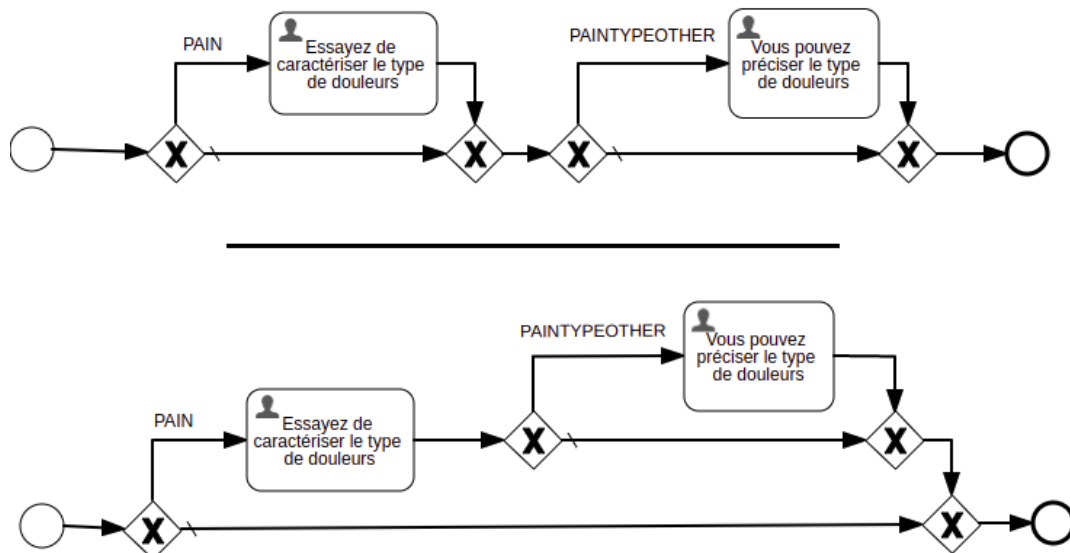 PAIN
Essayez de
caractériser le type
de douleurs
PAINTYPEOTHER
Vous pouvez
préciser le type
de douleurs
X
X
X
X
PAINTYPEOTHER
Vous pouvez
préciser le type
de douleurs
PAIN
Essayez de
caractériser le type
de douleurs
X
X
X
X